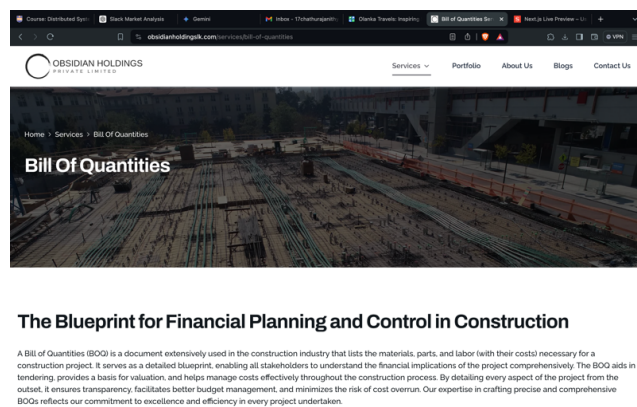 Course: Distributed Syst
Slack Market Analysis
Gemini
Inbox - 17chathurajanith
Olanka Travels: Inspiring
Bill of Quantities Ser
Next.js Live Preview – U
obsidianholdingslk.com/services/bill-of-quantities
VPN
OBSIDIAN HOLDINGS
PRIVATE LIMITED
Services
Portfolio
About Us
Blogs
Contact Us
Home > Services > Bill Of Quantities
Bill Of Quantities
The Blueprint for Financial Planning and Control in Construction
A Bill of Quantities (BOQ) is a document extensively used in the construction industry that lists the materials, parts, and labor (with their costs) necessary for a
construction project. It serves as a detailed blueprint, enabling all stakeholders to understand the financial implications of the project comprehensively. The BOQ aids in
tendering, provides a basis for valuation, and helps manage costs effectively throughout the construction process. By detailing every aspect of the project from the
outset, it ensures transparency, facilitates better budget management, and minimizes the risk of cost overrun. Our expertise in crafting precise and comprehensive
BOQs reflects our commitment to excellence and efficiency in every project undertaken.